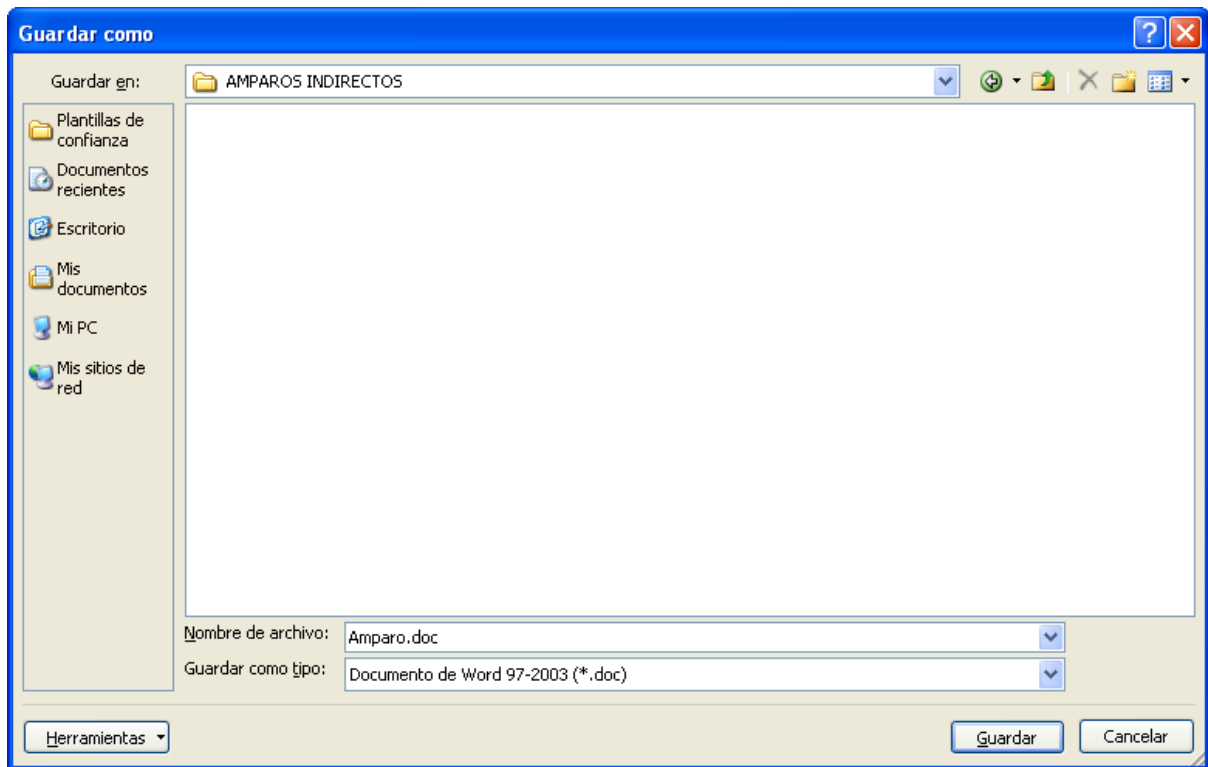 Guardar como
Guardar en:
AMPAROS INDIRECTOS
Plantillas de
confianza
Documentos
recientes
Escritorio
Mis
documentos
Mi PC
Mis sitios de
red
Nombre de archivo:
Amparo.doc
Guardar como tipo:
Documento de Word 97-2003 (*.doc)
Herramientas
Guardar
Cancelar